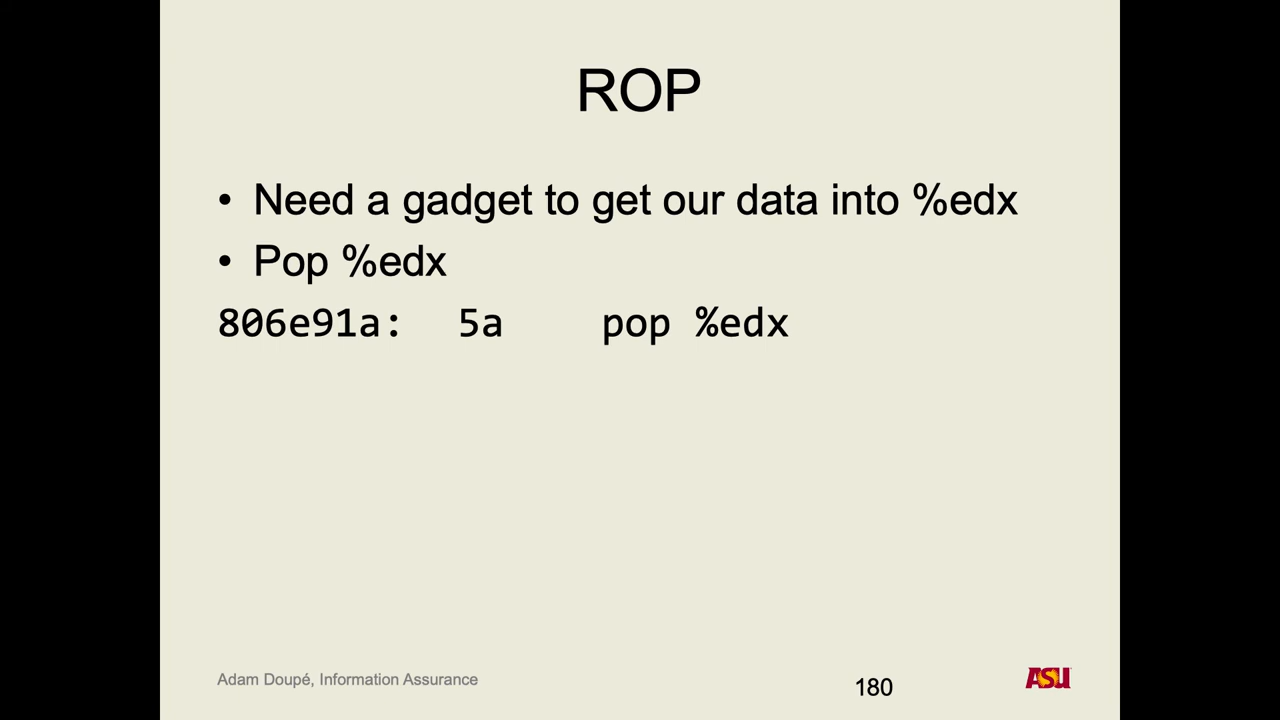 ROP
• Need a gadget to get our data into %edx
• Pop %edx
806e91a: 5a pop %edx
Adam Doupé, Information Assurance
180
ASU